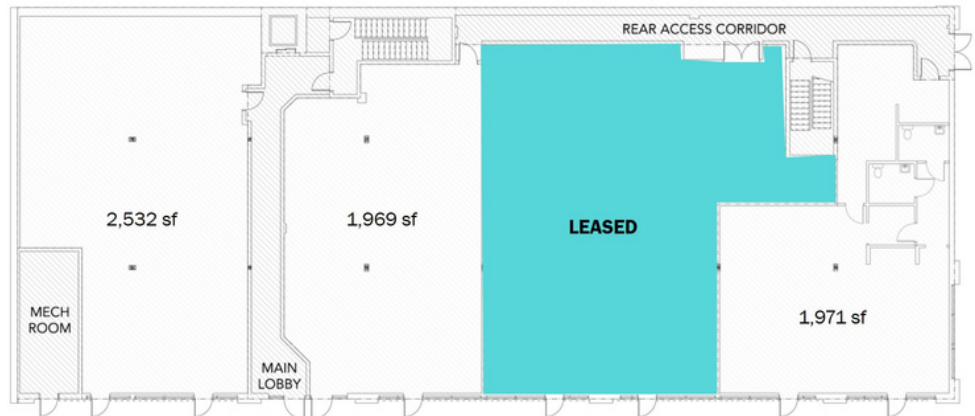 REAR ACCESS CORRIDOR
2,532 sf
1,969 sf
LEASED
1,971 sf
MECH
ROOM
MAIN
LOBBY